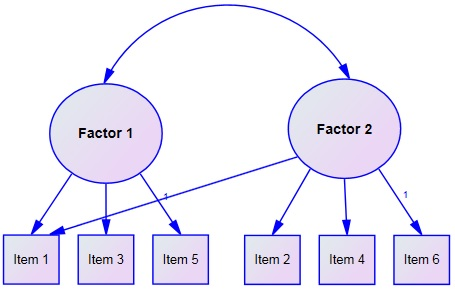 Factor 1
Factor 2
1
1
Item 1
Item 3
Item 5
Item 2
Item 4
Item 6